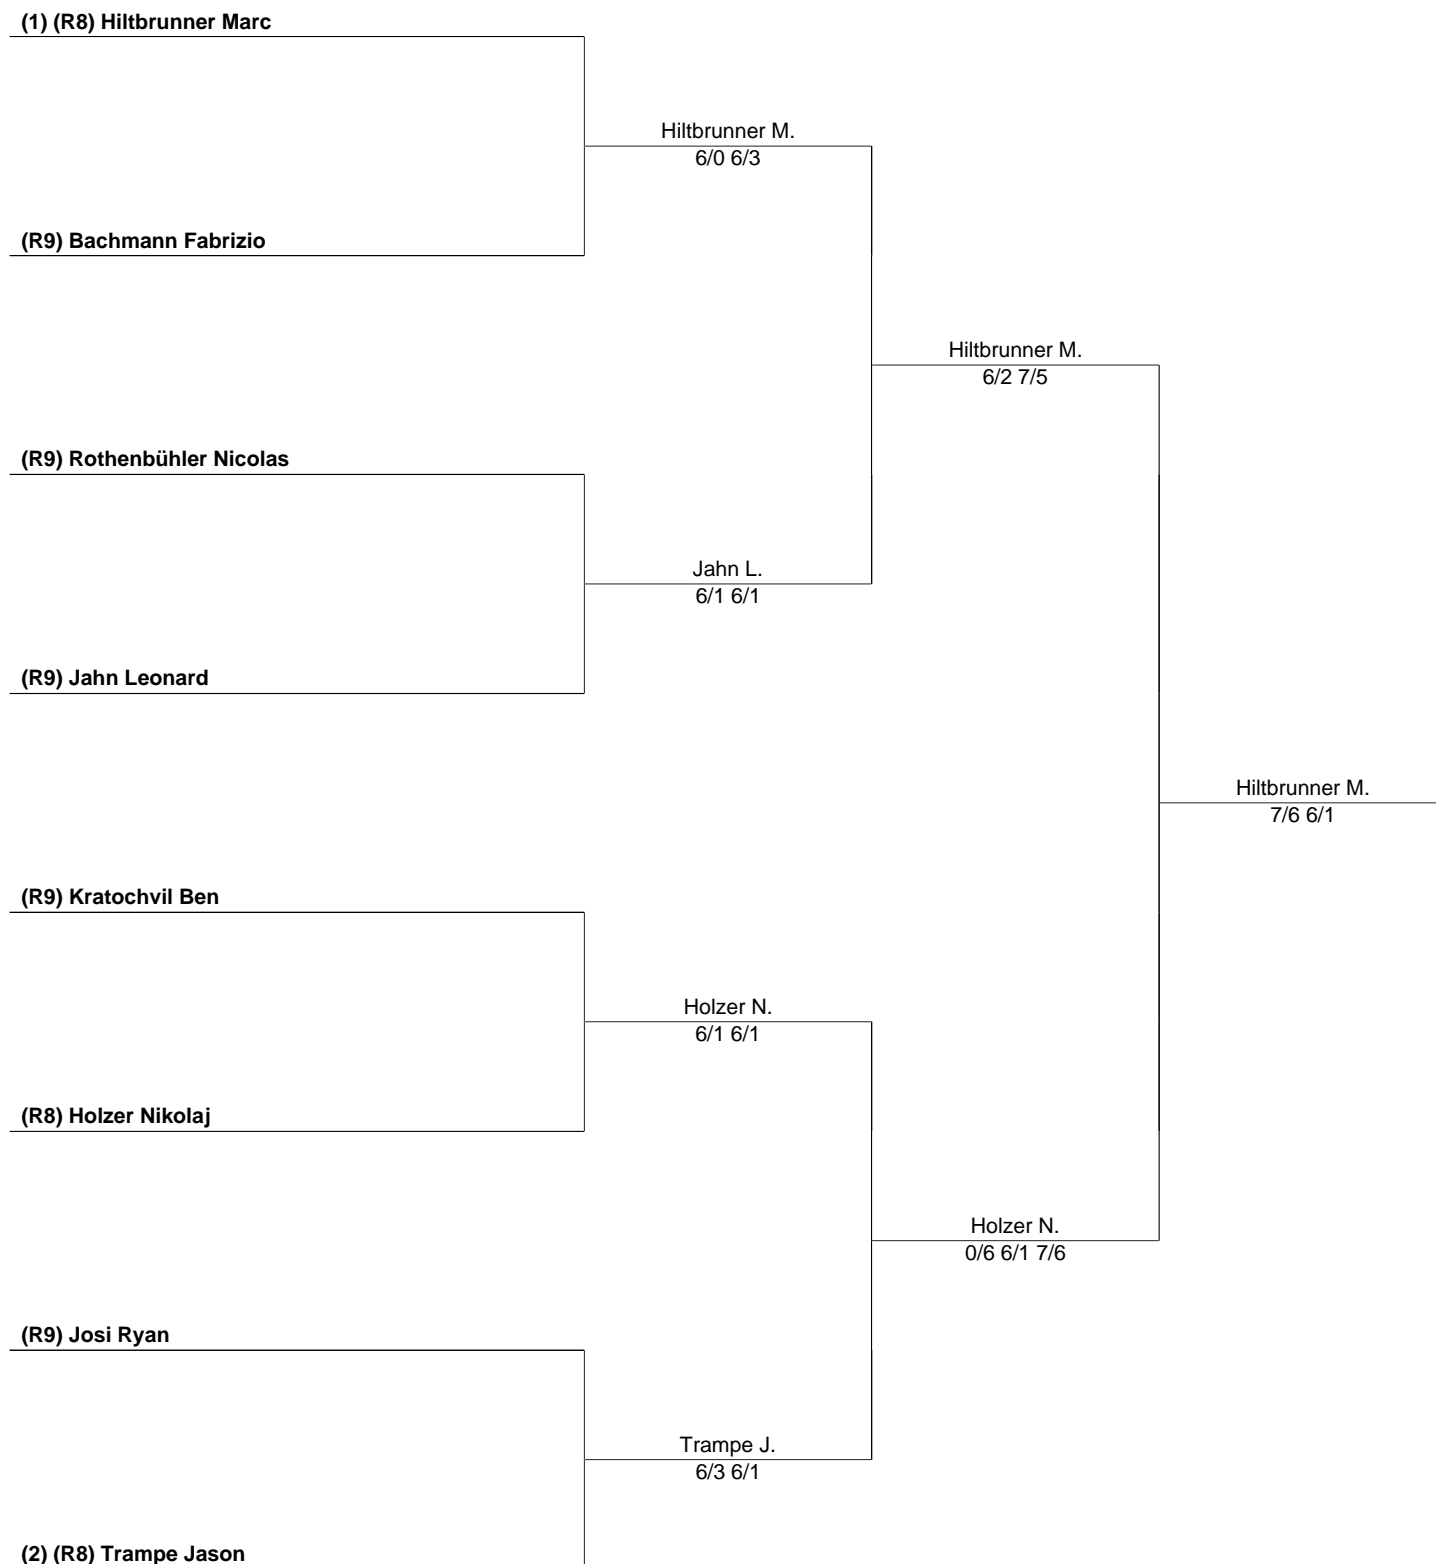 (1) (R8) Hiltbrunner Marc
Hiltbrunner M.
6/0 6/3
(R9) Bachmann Fabrizio
Hiltbrunner M.
6/2 7/5
(R9) Rothenbühler Nicolas
Jahn L.
6/1 6/1
(R9) Jahn Leonard
Hiltbrunner M.
7/6 6/1
(R9) Kratochvil Ben
Holzer N.
6/1 6/1
(R8) Holzer Nikolaj
Holzer N.
0/6 6/1 7/6
(R9) Josi Ryan
Trampe J.
6/3 6/1
(2) (R8) Trampe Jason